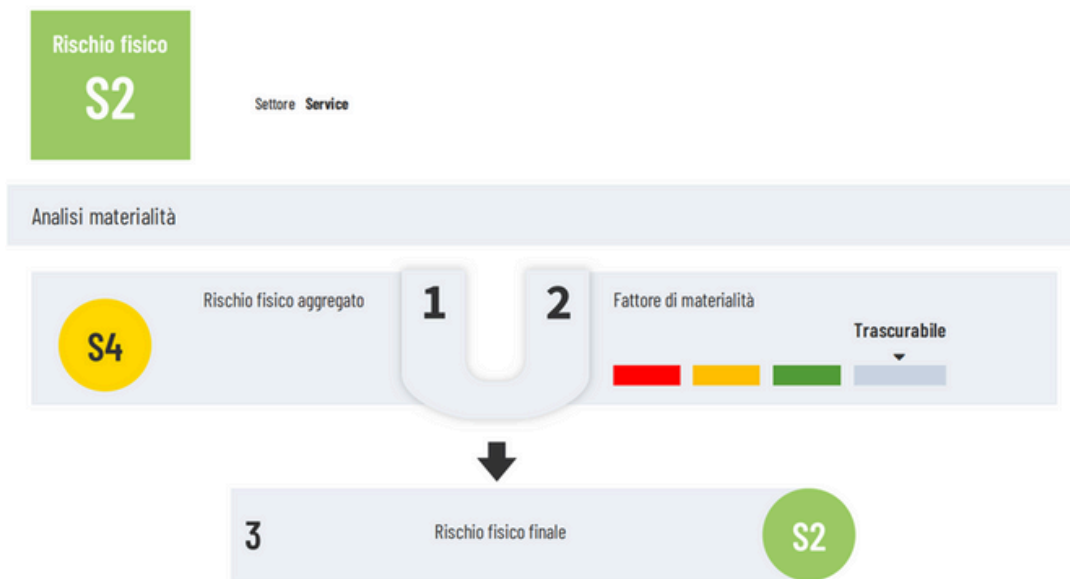 Rischio fisico
S2
Settore Service
Analisi materialità
S4
Rischio fisico aggregato
1
2
Fattore di materialità
Trascurabile
3
Rischio fisico finale
S2